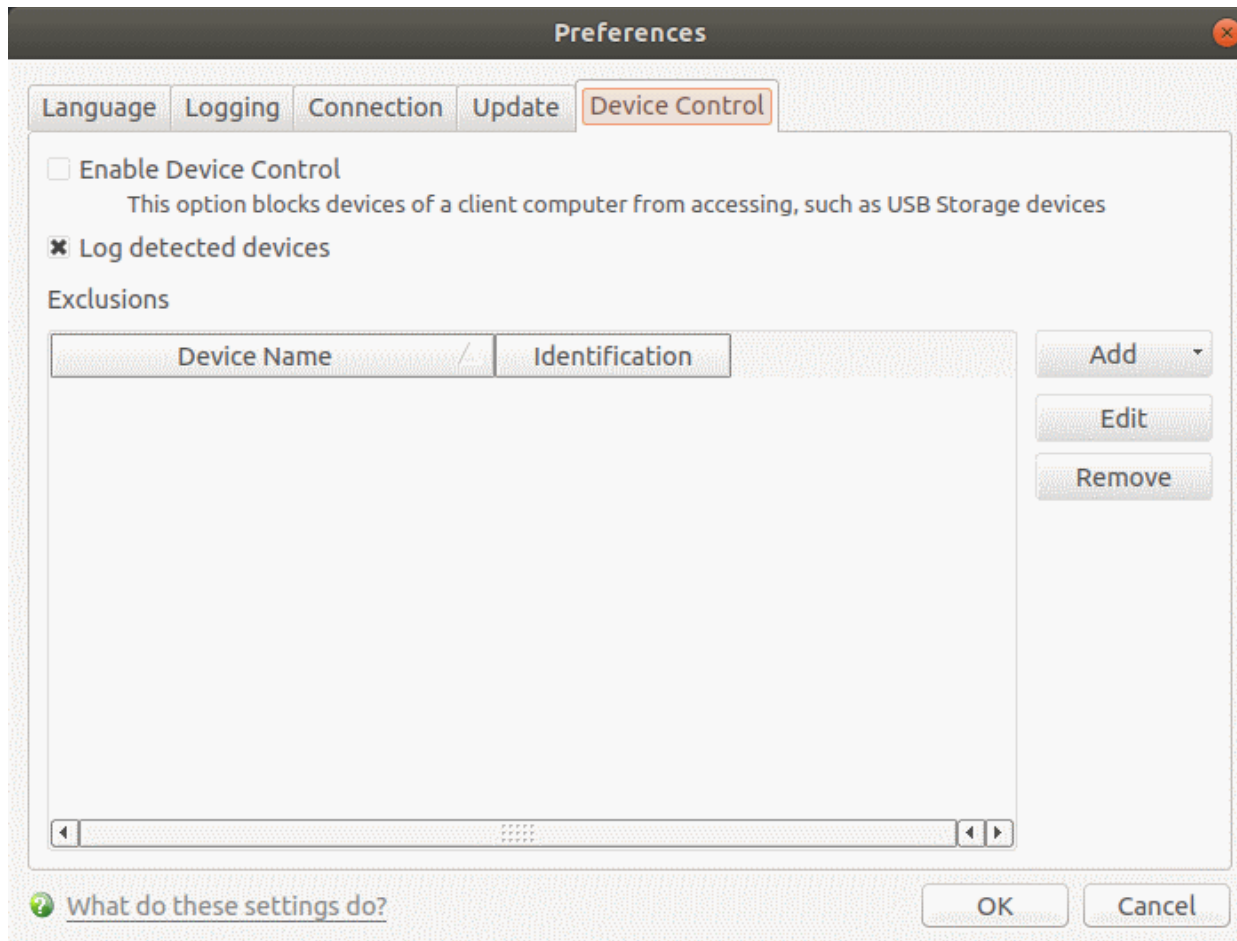 Preferences
Language Logging Connection Update Device Control
Enable Device Control
This option blocks devices of a client computer from accessing, such as USB Storage devices
Log detected devices
Exclusions
Device Name Identification
Add
Edit
Remove
What do these settings do?
OK Cancel